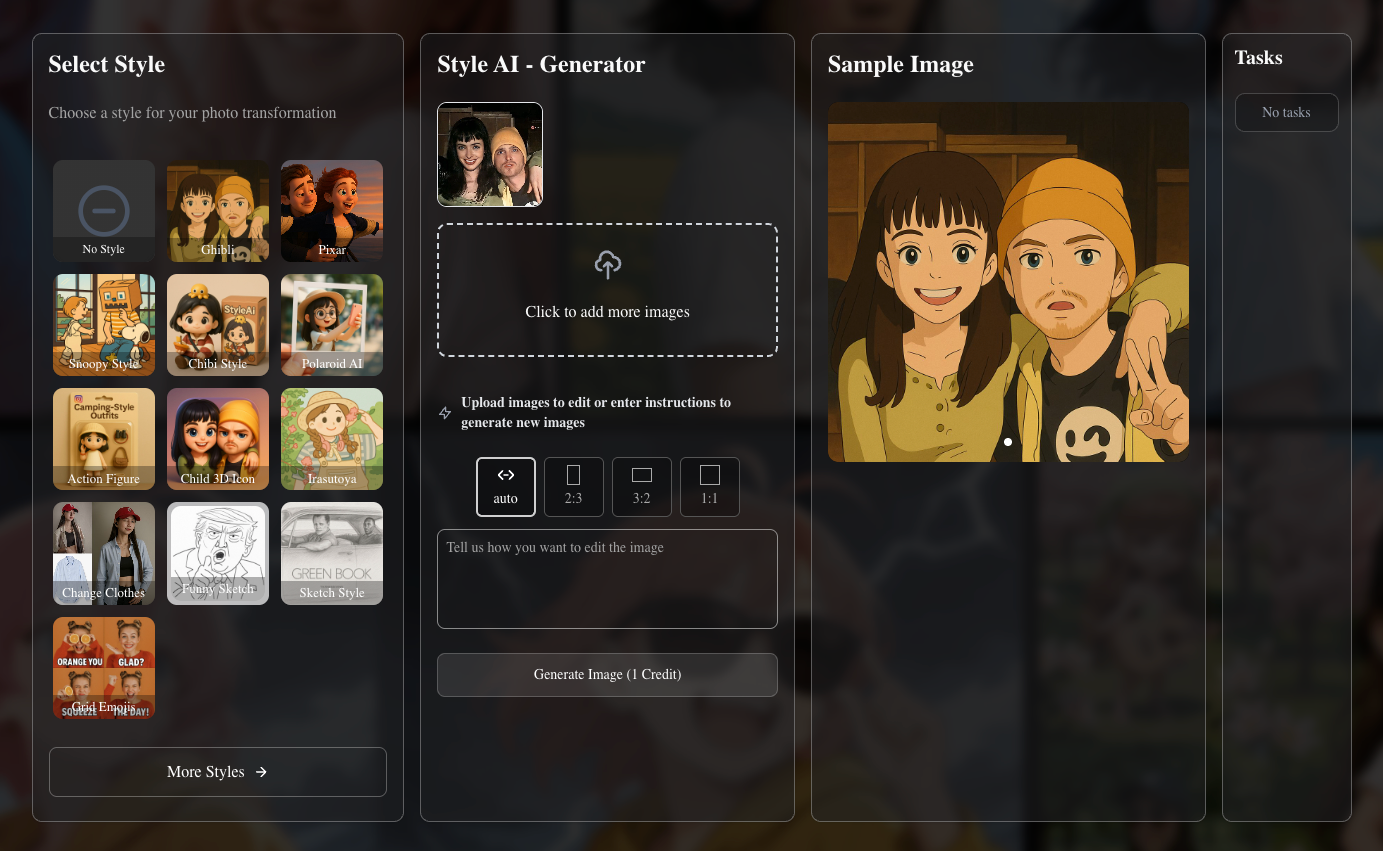 Select Style
Choose a style for your photo transformation
No Style
Ghibli
Pixar
Snoopy Style
StyleAi
StyleAi
Chibi Style
Polaroid AI
Camping-Style
Outfits
Action Figure
Child 3D Icon
Irasutoya
Change Clothes
Funny Sketch
GREEN BOOK
Sketch Style
ORANGE YOU
GLAD?
SQUEEZE
THE DAY!
Grid Emojis
More Styles
Style AI - Generator
Click to add more images
Upload images to edit or enter instructions to
generate new images
auto
2:3
3:2
1:1
Tell us how you want to edit the image
Generate Image (1 Credit)
Sample Image
Tasks
No tasks